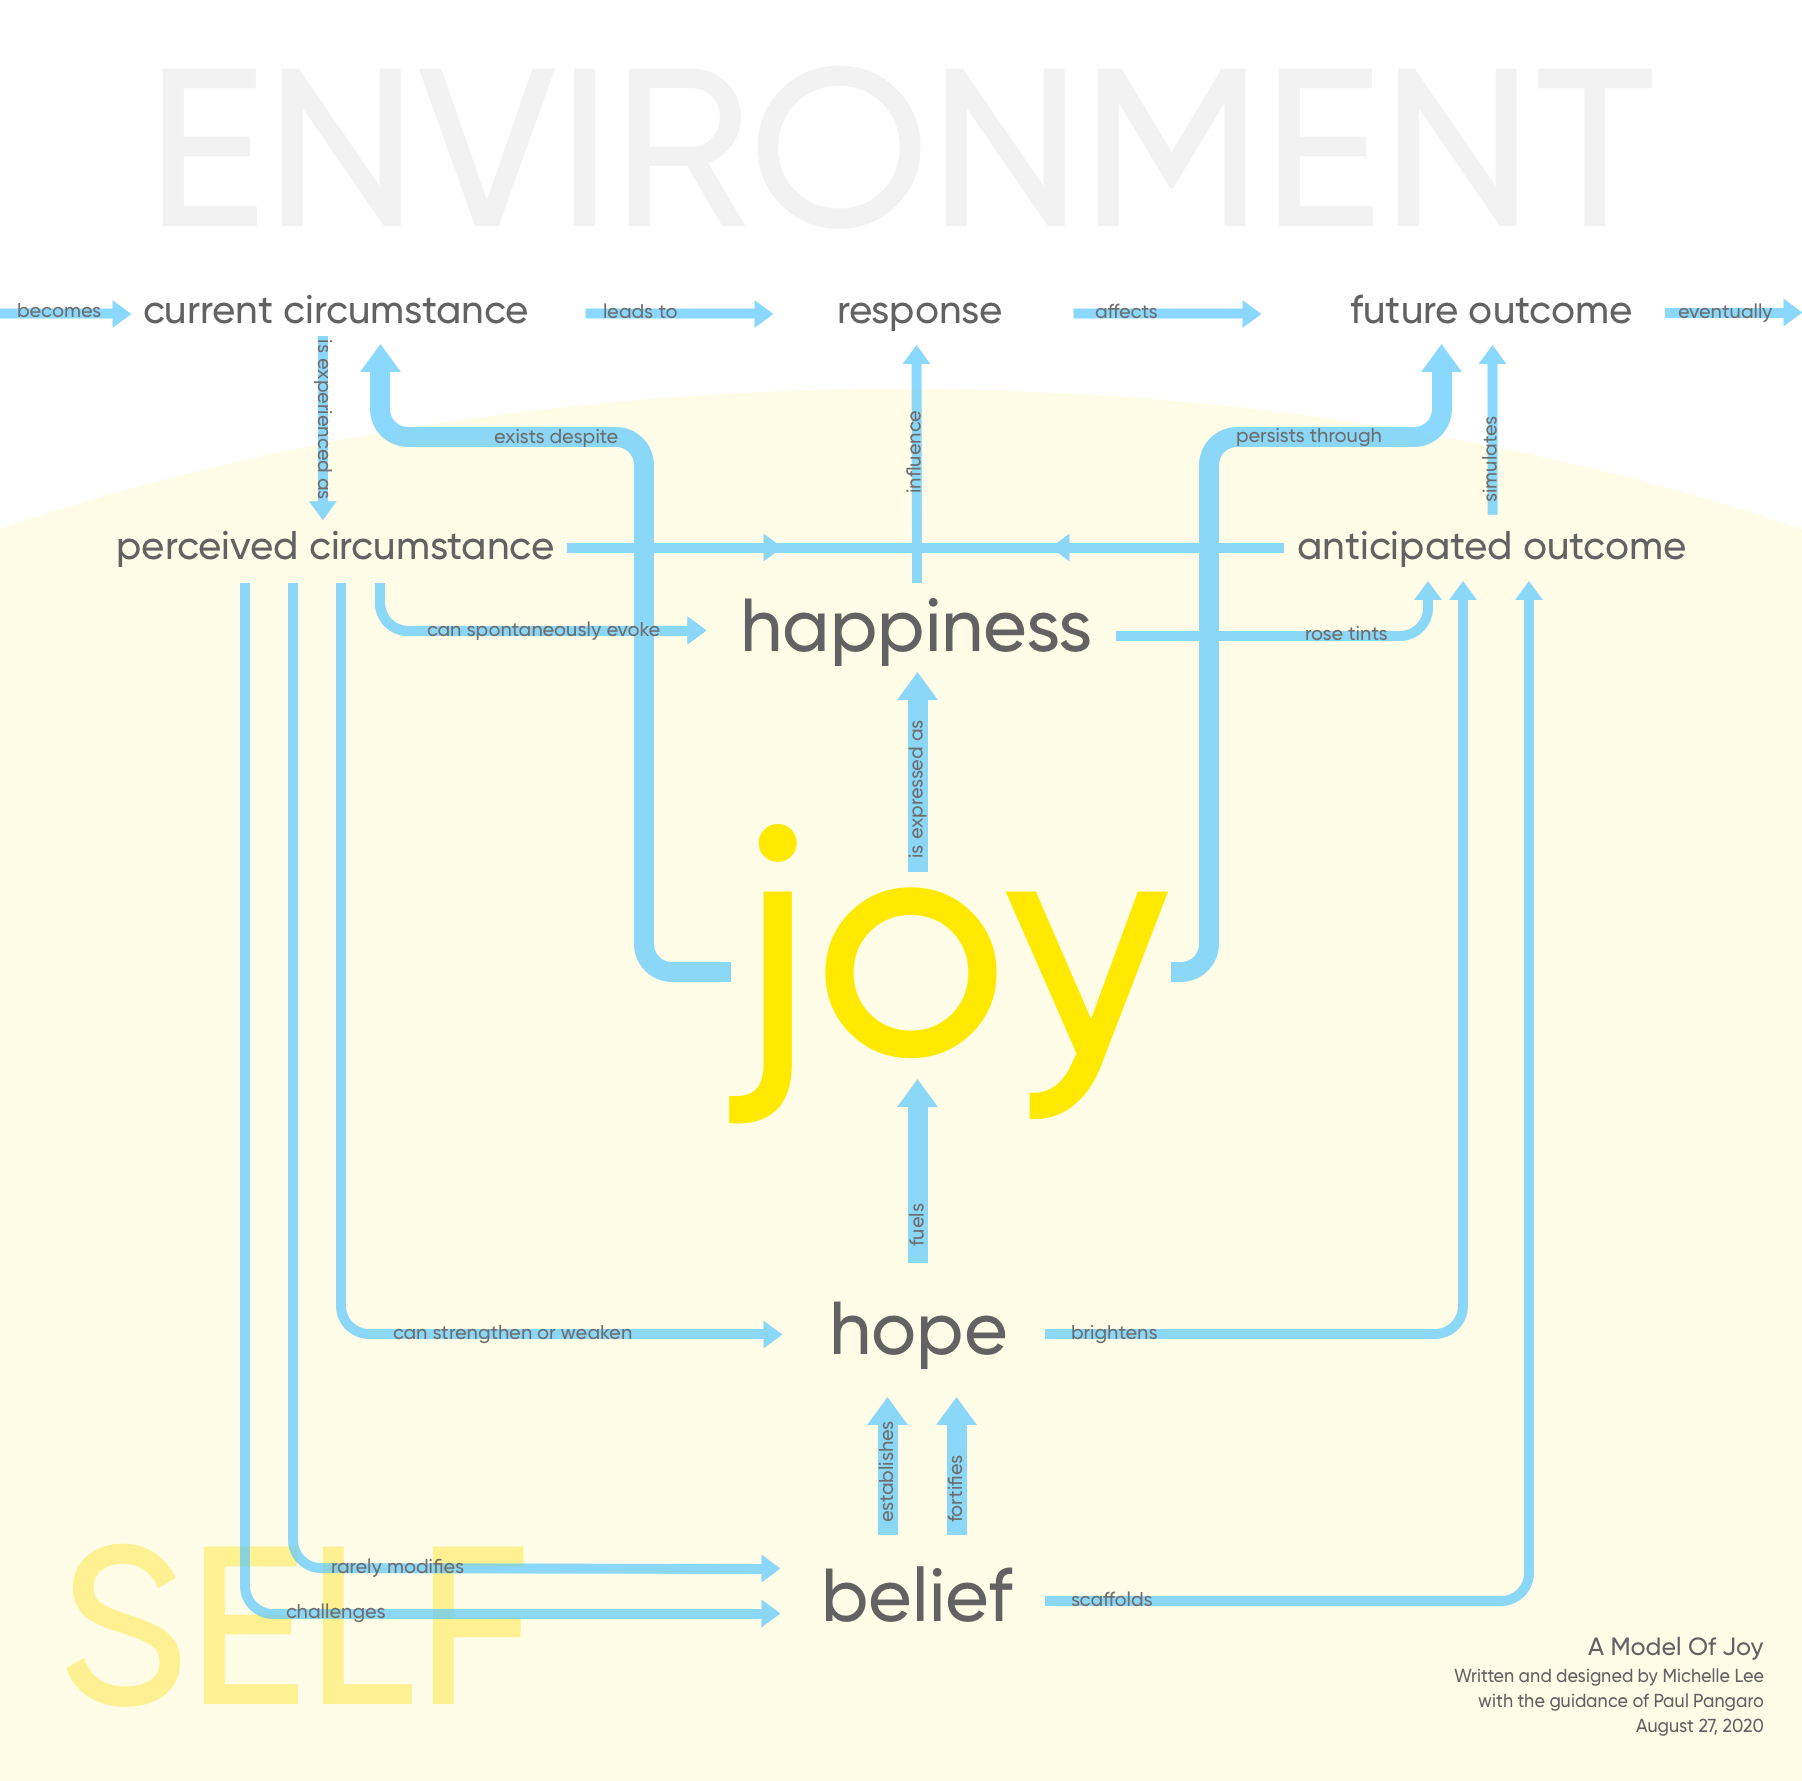 ENVIRONMENT
becomes
current circumstance
leads to
response
affects
future outcome
eventually
is experienced as
exists despite
influence
persists through
simulates
perceived circumstance
anticipated outcome
can spontaneously evoke
happiness
rose tints
is expressed as
joy
fuels
can strengthen or weaken
hope
brightens
establishes
fortifies
rarely modifies
challenges
belief
scaffolds
SELF
A Model Of Joy
Written and designed by Michelle Lee
with the guidance of Paul Pangaro
August 27, 2020